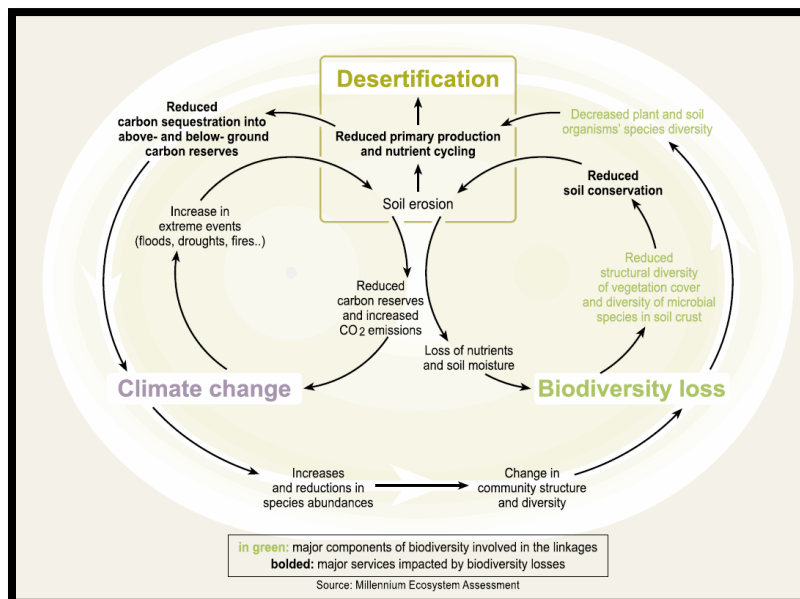 Desertification
Reduced
carbon sequestration into
above- and below- ground
carbon reserves
Reduced primary production
and nutrient cycling
Decreased plant and soil
organisms' species diversity
Reduced
soil conservation
Soil erosion
Increase in
extreme events
(floods, droughts, fires..)
Reduced
structural diversity
of vegetation cover
and diversity of microbial
species in soil crust
Reduced
carbon reserves
and increased
CO2 emissions
Loss of nutrients
and soil moisture
Climate change
Biodiversity loss
Increases
and reductions in
species abundances
Change in
community structure
and diversity
in green: major components of biodiversity involved in the linkages
bolded: major services impacted by biodiversity losses
Source: Millennium Ecosystem Assessment